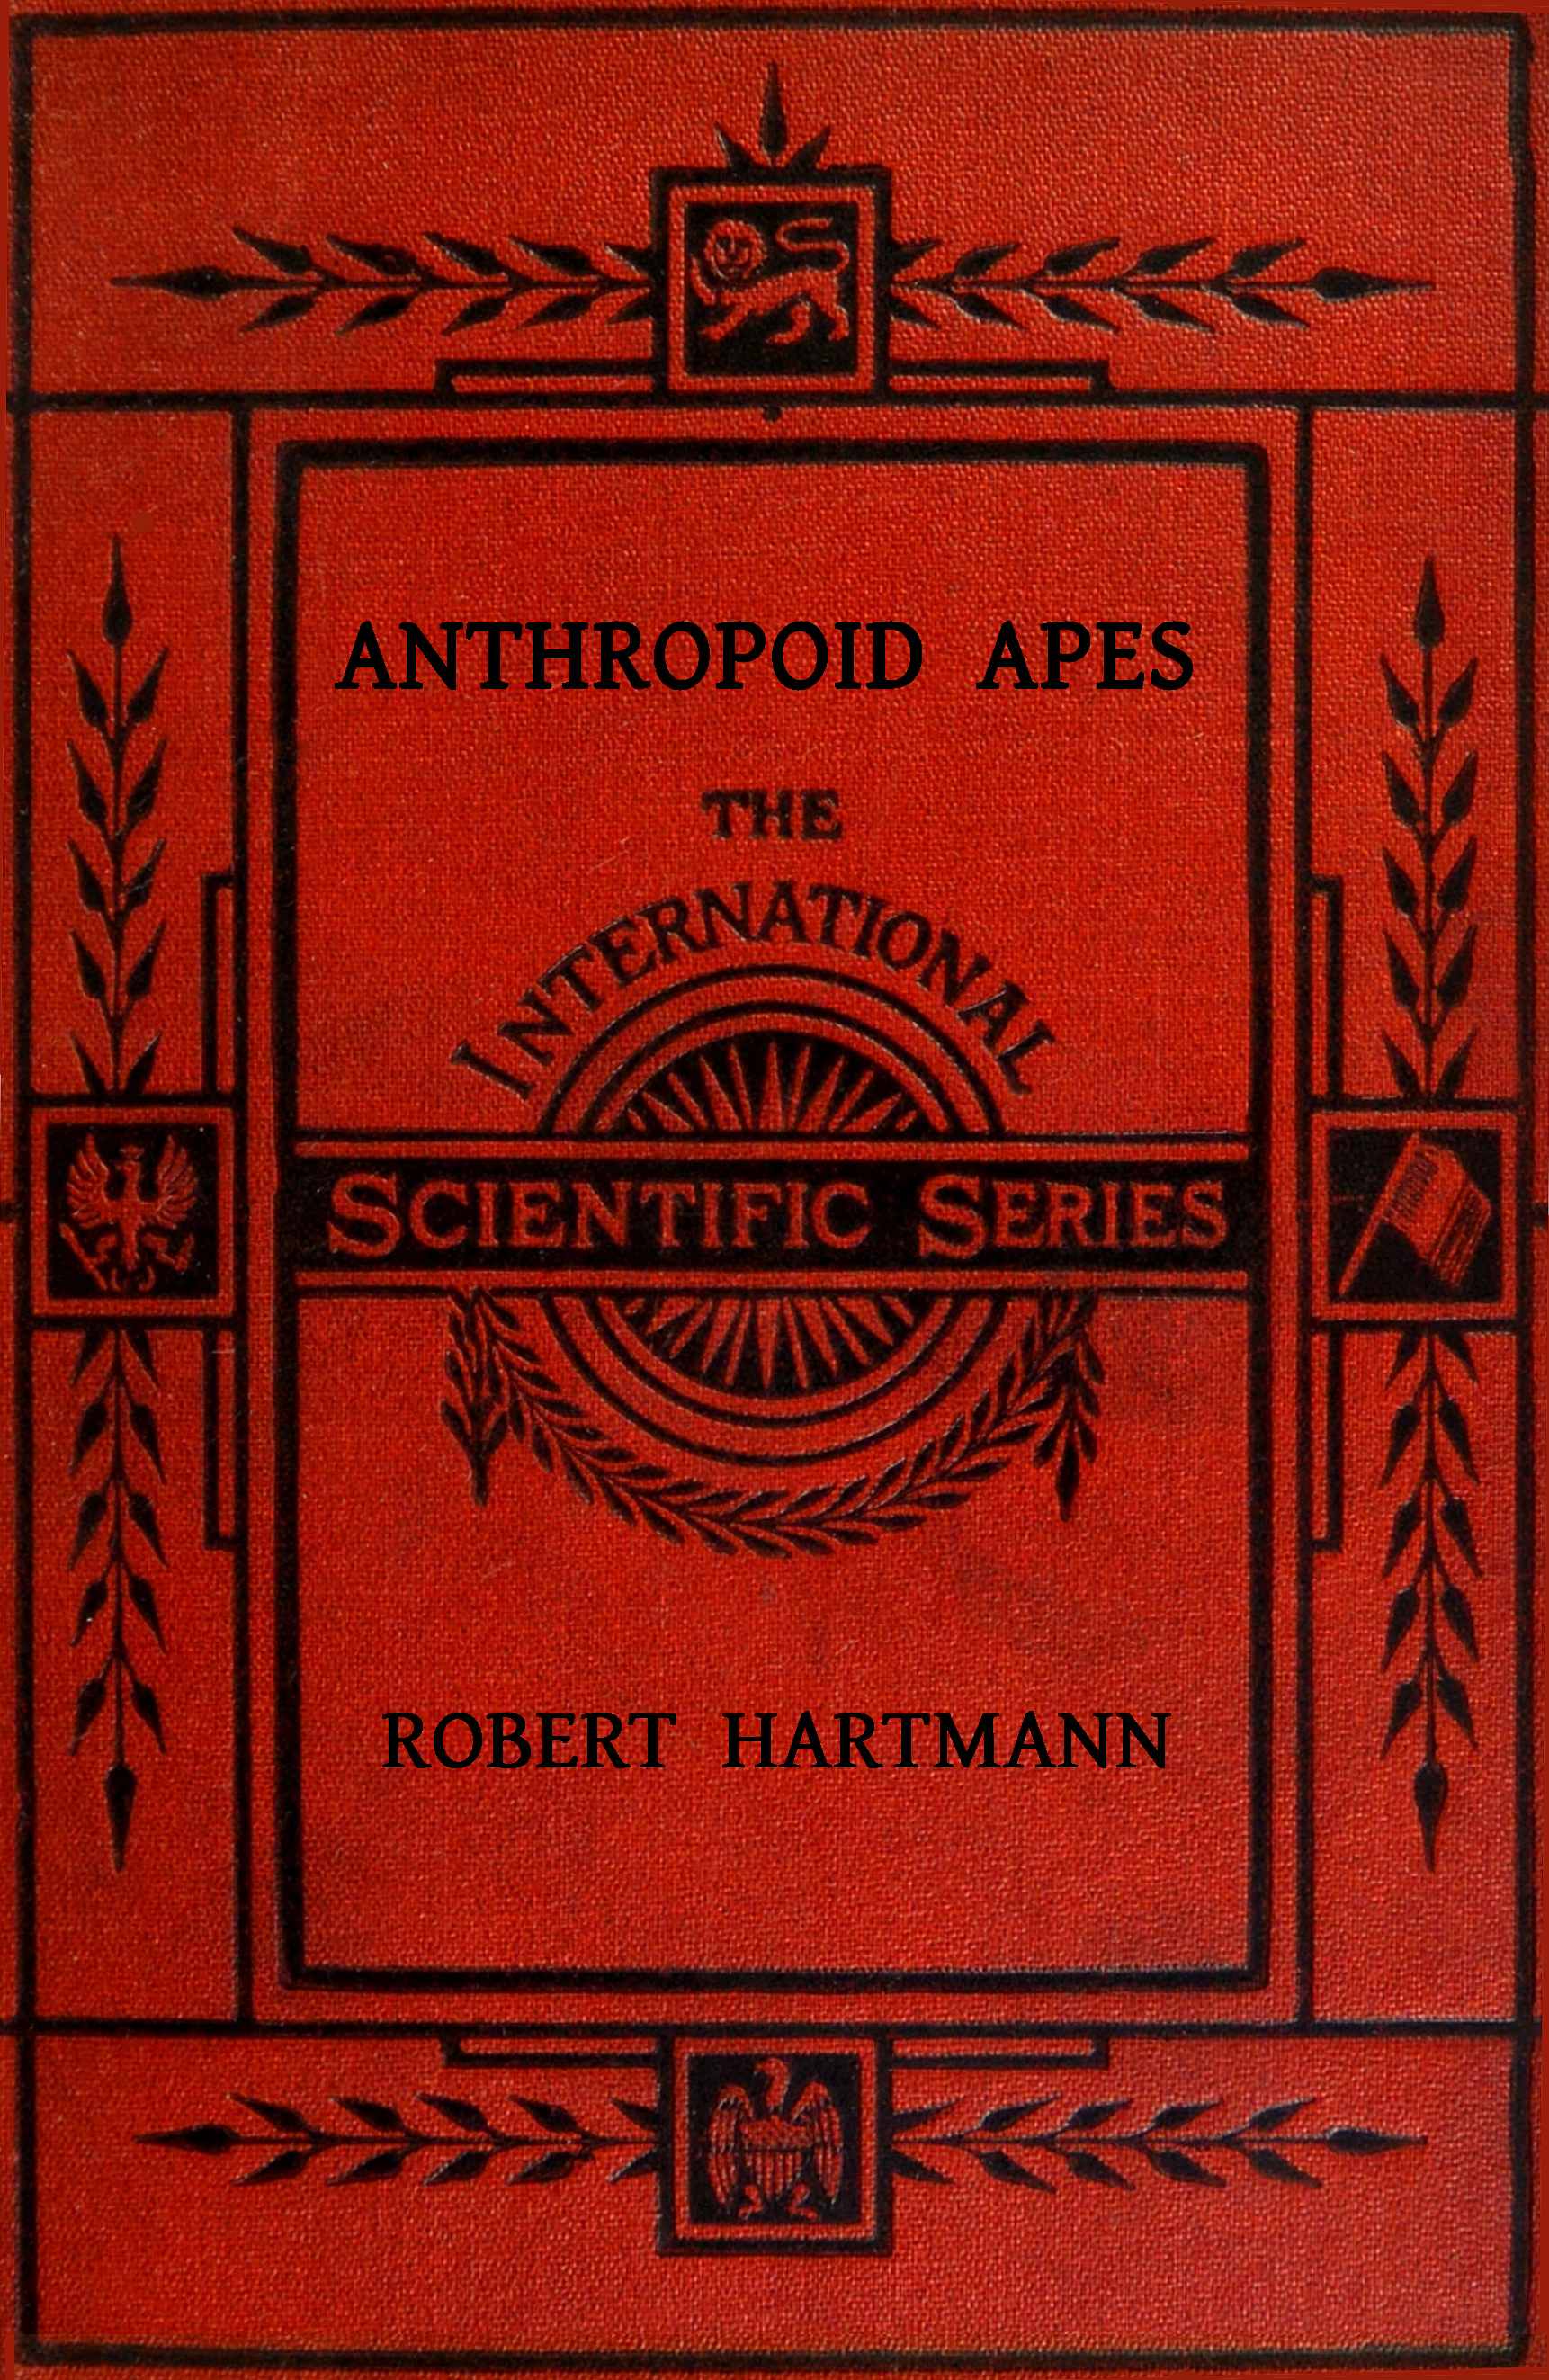 ANTHROPOID APES
THE
INTERNATIONAL
SCIENTIFIC SERIES
ROBERT HARTMANN